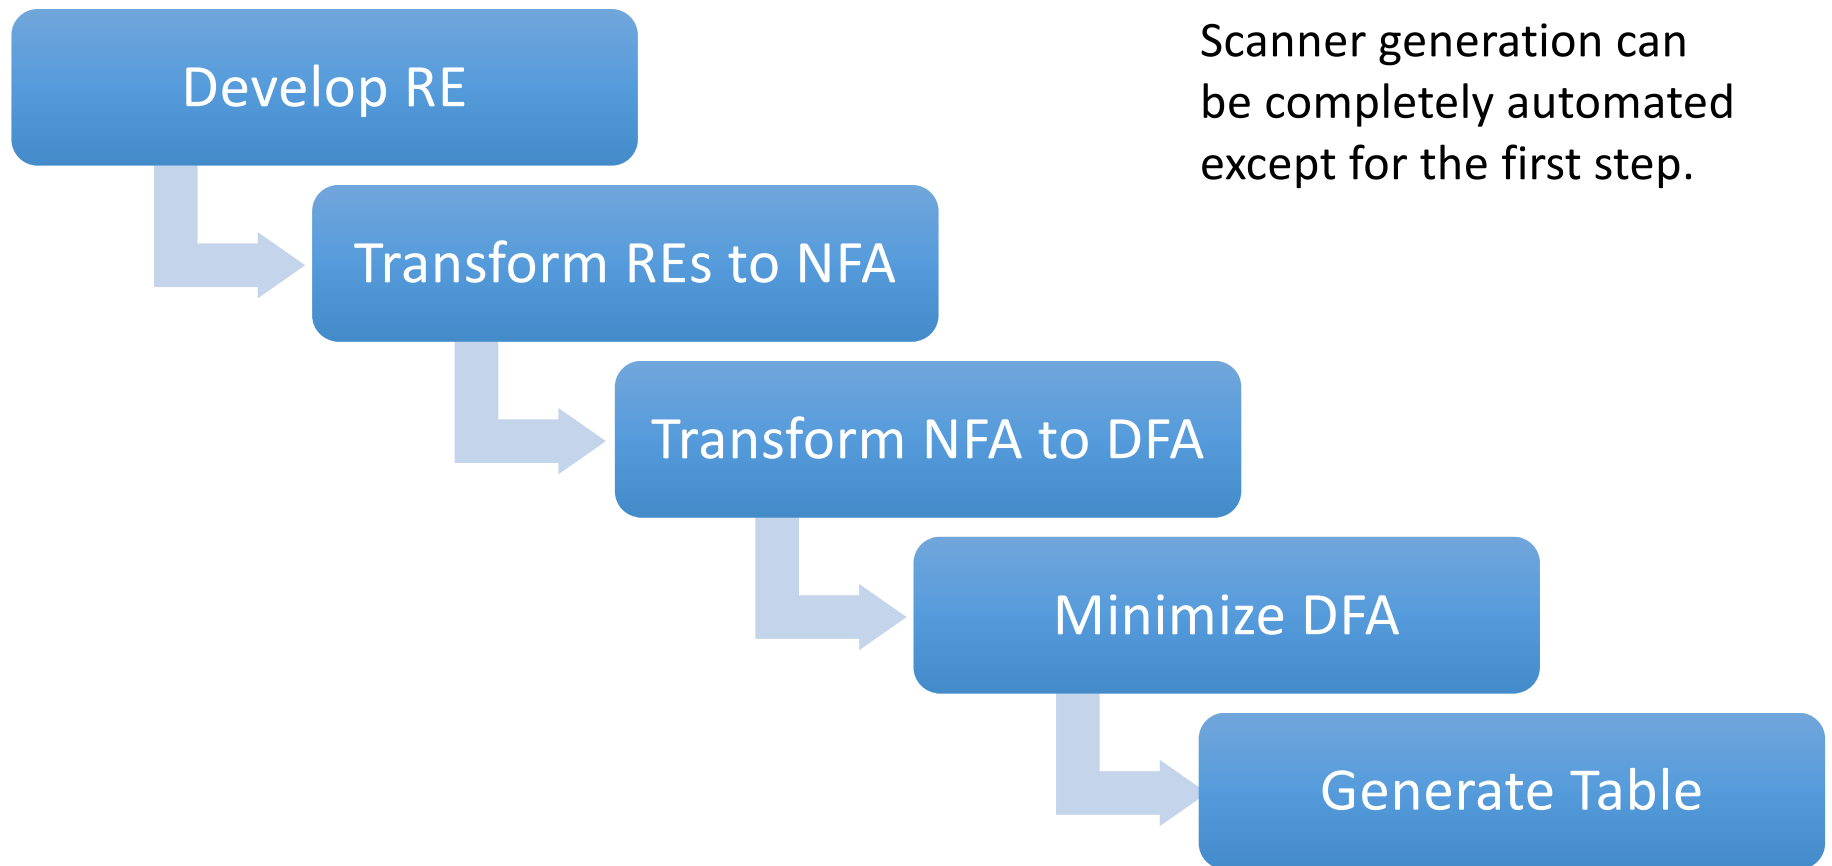 Develop RE
Scanner generation can
be completely automated
except for the first step.
Transform REs to NFA
Transform NFA to DFA
Minimize DFA
Generate Table